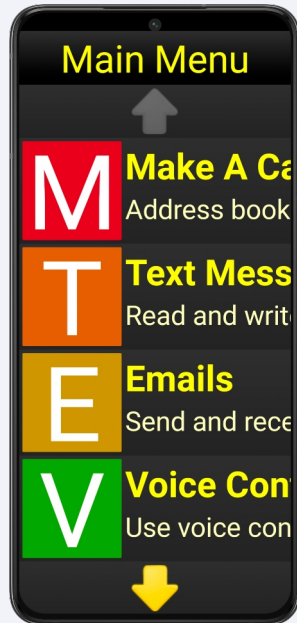 Main Menu
M
Make A Ca
Address book
T
Text Mess
Read and writ
E
Emails
Send and rece
V
Voice Con
Use voice con